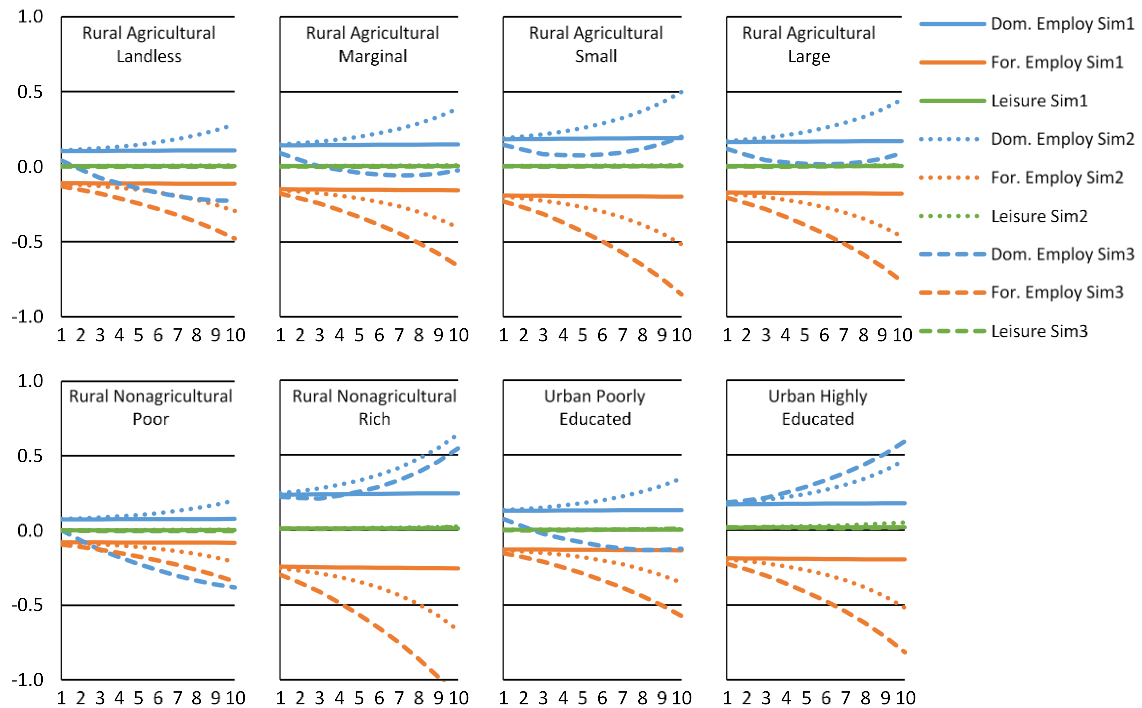 1.0
0.5
0.0
-0.5
-1.0
Rural Agricultural
Landless
Rural Agricultural
Marginal
Rural Agricultural
Small
Rural Agricultural
Large
1 2 3 4 5 6 7 8 9 10
1 2 3 4 5 6 7 8 9 10
1 2 3 4 5 6 7 8 9 10
1 2 3 4 5 6 7 8 9 10
Dom. Employ Sim1
For. Employ Sim1
Leisure Sim1
Dom. Employ Sim2
For. Employ Sim2
Leisure Sim2
Dom. Employ Sim3
For. Employ Sim3
Leisure Sim3
1.0
0.5
0.0
-0.5
-1.0
Rural Nonagricultural
Poor
Rural Nonagricultural
Rich
Urban Poorly
Educated
Urban Highly
Educated
1 2 3 4 5 6 7 8 9 10
1 2 3 4 5 6 7 8 9 10
1 2 3 4 5 6 7 8 9 10
1 2 3 4 5 6 7 8 9 10